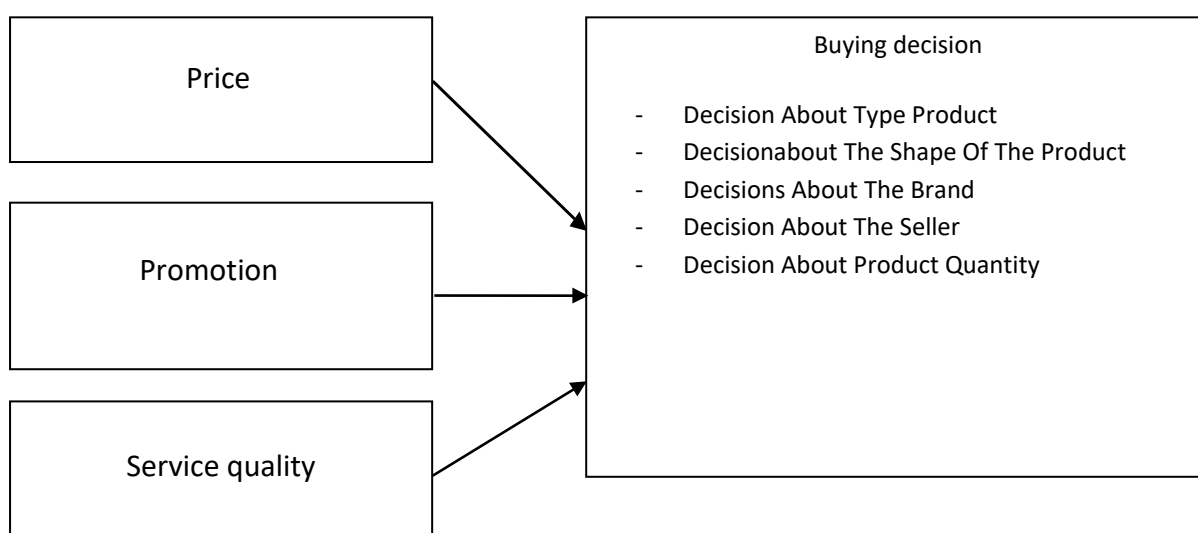 Price
Promotion
Service quality
Buying decision
- Decision About Type Product
- Decisionabout The Shape Of The Product
- Decisions About The Brand
- Decision About The Seller
- Decision About Product Quantity